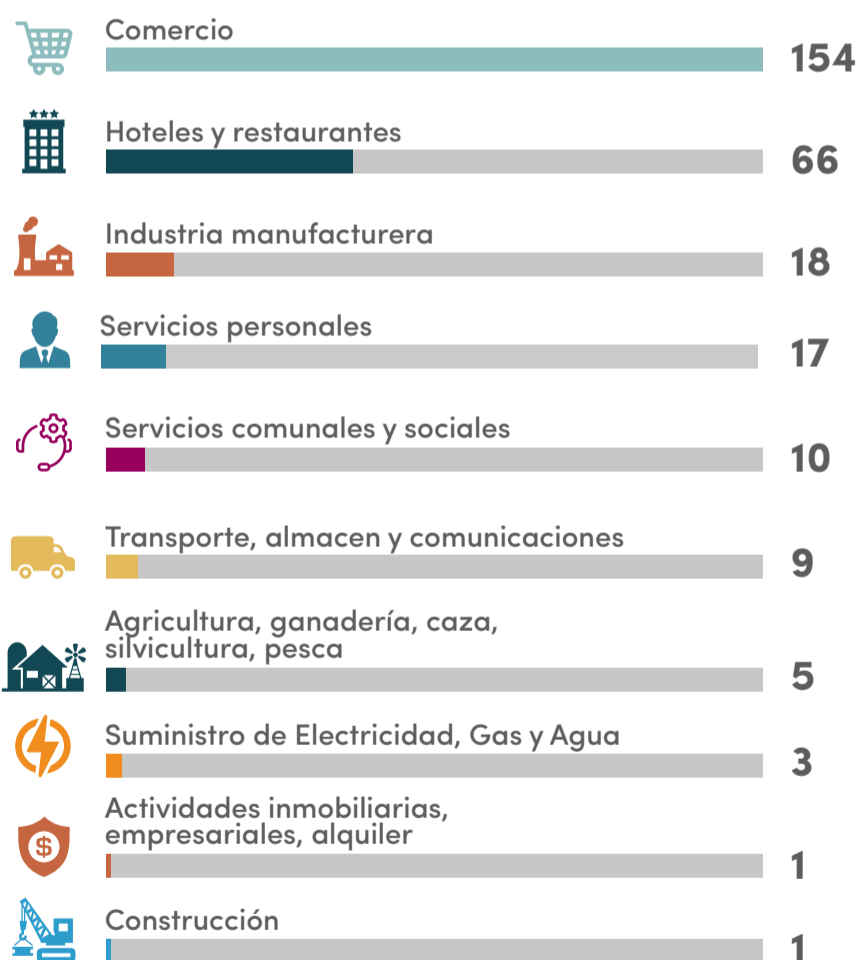 Comercio
154
Hoteles y restaurantes
66
Industria manufacturera
18
Servicios personales
17
Servicios comunales y sociales
10
Transporte, almacen y comunicaciones
9
Agricultura, ganadería, caza,
silvicultura, pesca
5
Suministro de Electricidad, Gas y Agua
3
Actividades inmobiliarias,
empresariales, alquiler
$
1
Construcción
1